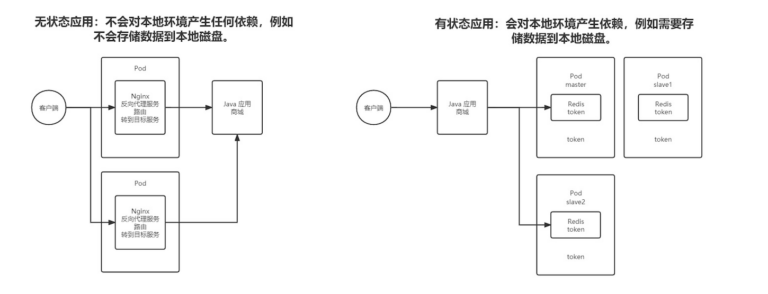 无状态应用：不会对本地环境产生任何依赖，例如
不会存储数据到本地磁盘。
Pod
客户端
Nginx
反向代理服务
路由
转到目标服务
Java 应用
商城
Pod
Nginx
反向代理服务
路由
转到目标服务
有状态应用：会对本地环境产生依赖，例如需要存
储数据到本地磁盘。
客户端
Java 应用
商城
Pod
master
Redis
token
token
Pod
slave1
Redis
token
token
Pod
slave2
Redis
token
token